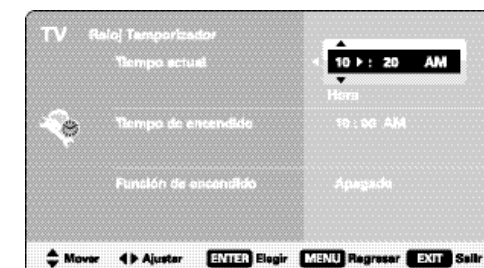 TV Reloj Temporizador
Tiempo actual 10 : 20 AM
Hora
Tiempo de encendido 10 : 00 AM
Función de encendido Apagado
Mover Ajustar ENTER Elegir MENU Regresar EXIT Salir